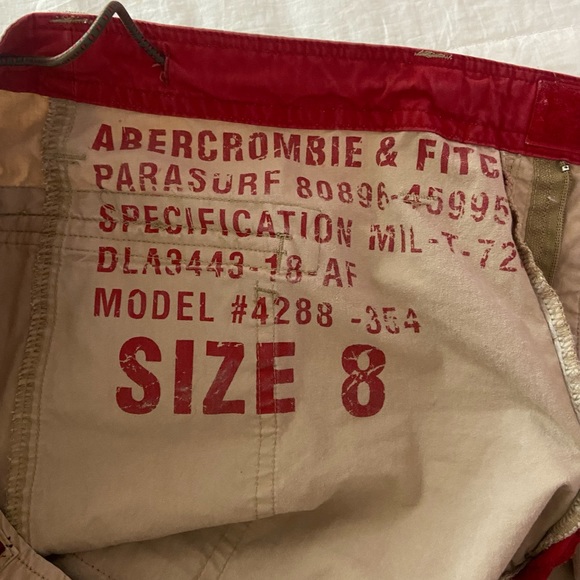 ABERCROMBIE & FITC
PARASURF 80896-45995
SPECIFICATION MIL-T-72
DLA3443-18-AF
MODEL #4288-354
SIZE 8